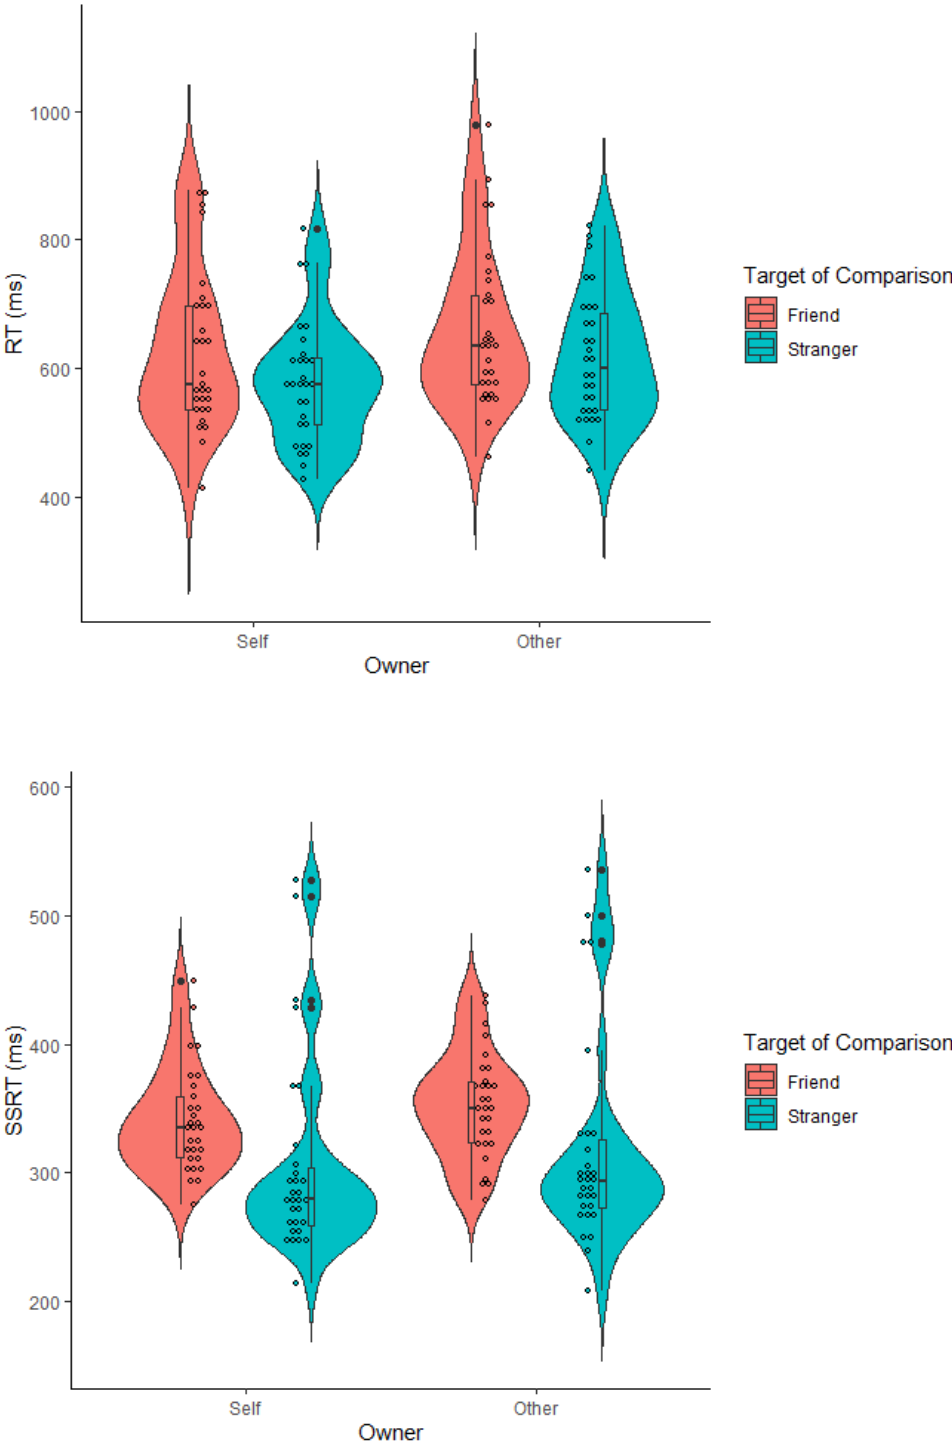 1000
800
600
400
RT (ms)
Self
Other
Owner
Target of Comparison
Friend
Stranger
600
500
400
300
200
SSRT (ms)
Self
Other
Owner
Target of Comparison
Friend
Stranger